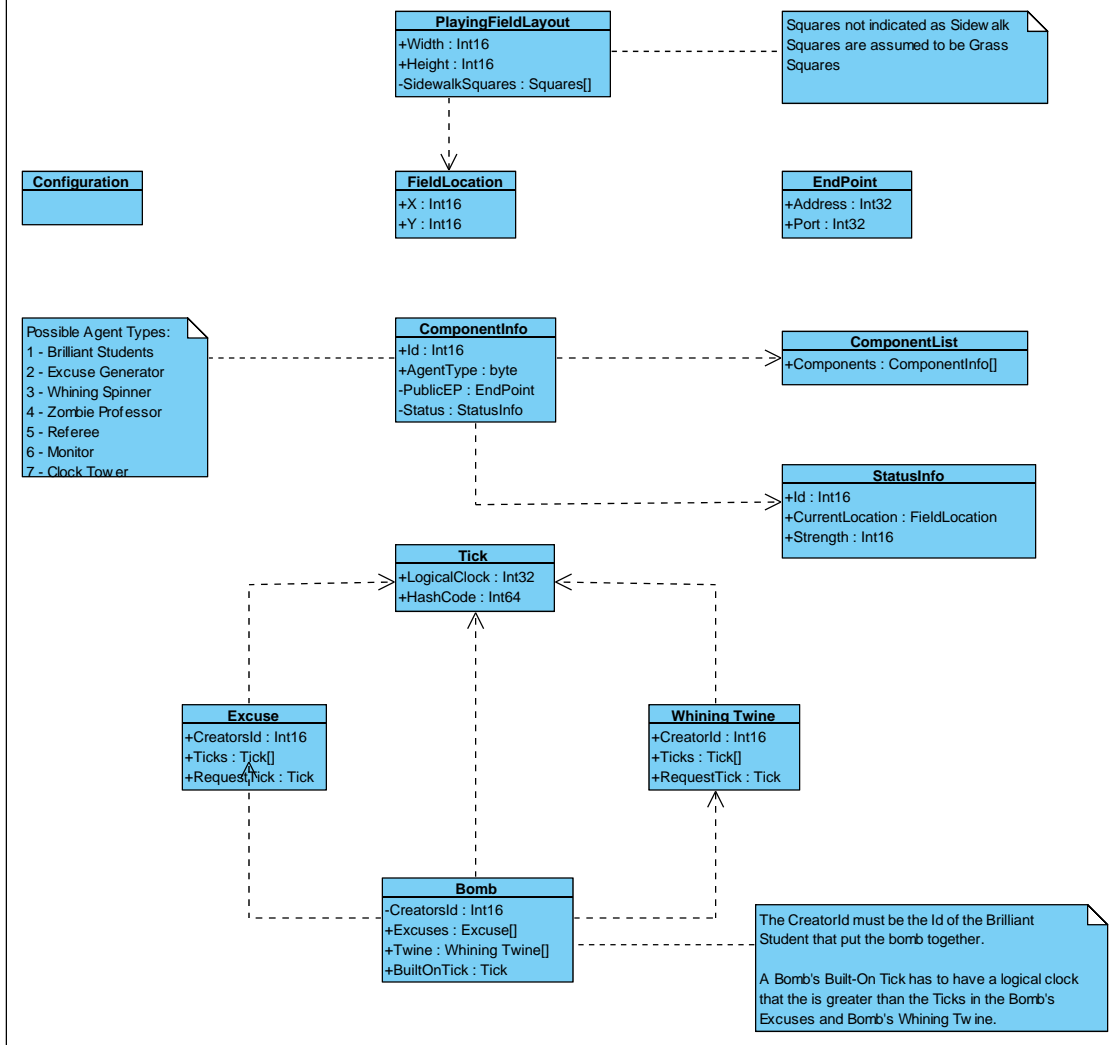 PlayingFieldLayout
+Width : Int16
+Height : Int16
-SidewalkSquares : Squares[]
Squares not indicated as Sidewalk
Squares are assumed to be Grass
Squares
Configuration
FieldLocation
+X : Int16
+Y : Int16
EndPoint
+Address : Int32
+Port : Int32
Possible Agent Types:
1 - Brilliant Students
2 - Excuse Generator
3 - Whining Spinner
4 - Zombie Professor
5 - Referee
6 - Monitor
7 - Clock Tower
ComponentInfo
+Id : Int16
+AgentType : byte
-PublicEP : EndPoint
-Status : StatusInfo
ComponentList
+Components : ComponentInfo[]
StatusInfo
+Id : Int16
+CurrentLocation : FieldLocation
+Strength : Int16
Tick
+LogicalClock : Int32
+HashCode : Int64
Excuse
+CreatorsId : Int16
+Ticks : Tick[]
+RequestTick : Tick
Whining Twine
+CreatorId : Int16
+Ticks : Tick[]
+RequestTick : Tick
Bomb
-CreatorsId : Int16
+Excuses : Excuse[]
+Twine : Whining Twine[]
+BuiltOnTick : Tick
The CreatorId must be the Id of the Brilliant
Student that put the bomb together.
A Bomb's Built-On Tick has to have a logical clock
that the is greater than the Ticks in the Bomb's
Excuses and Bomb's Whining Twine.